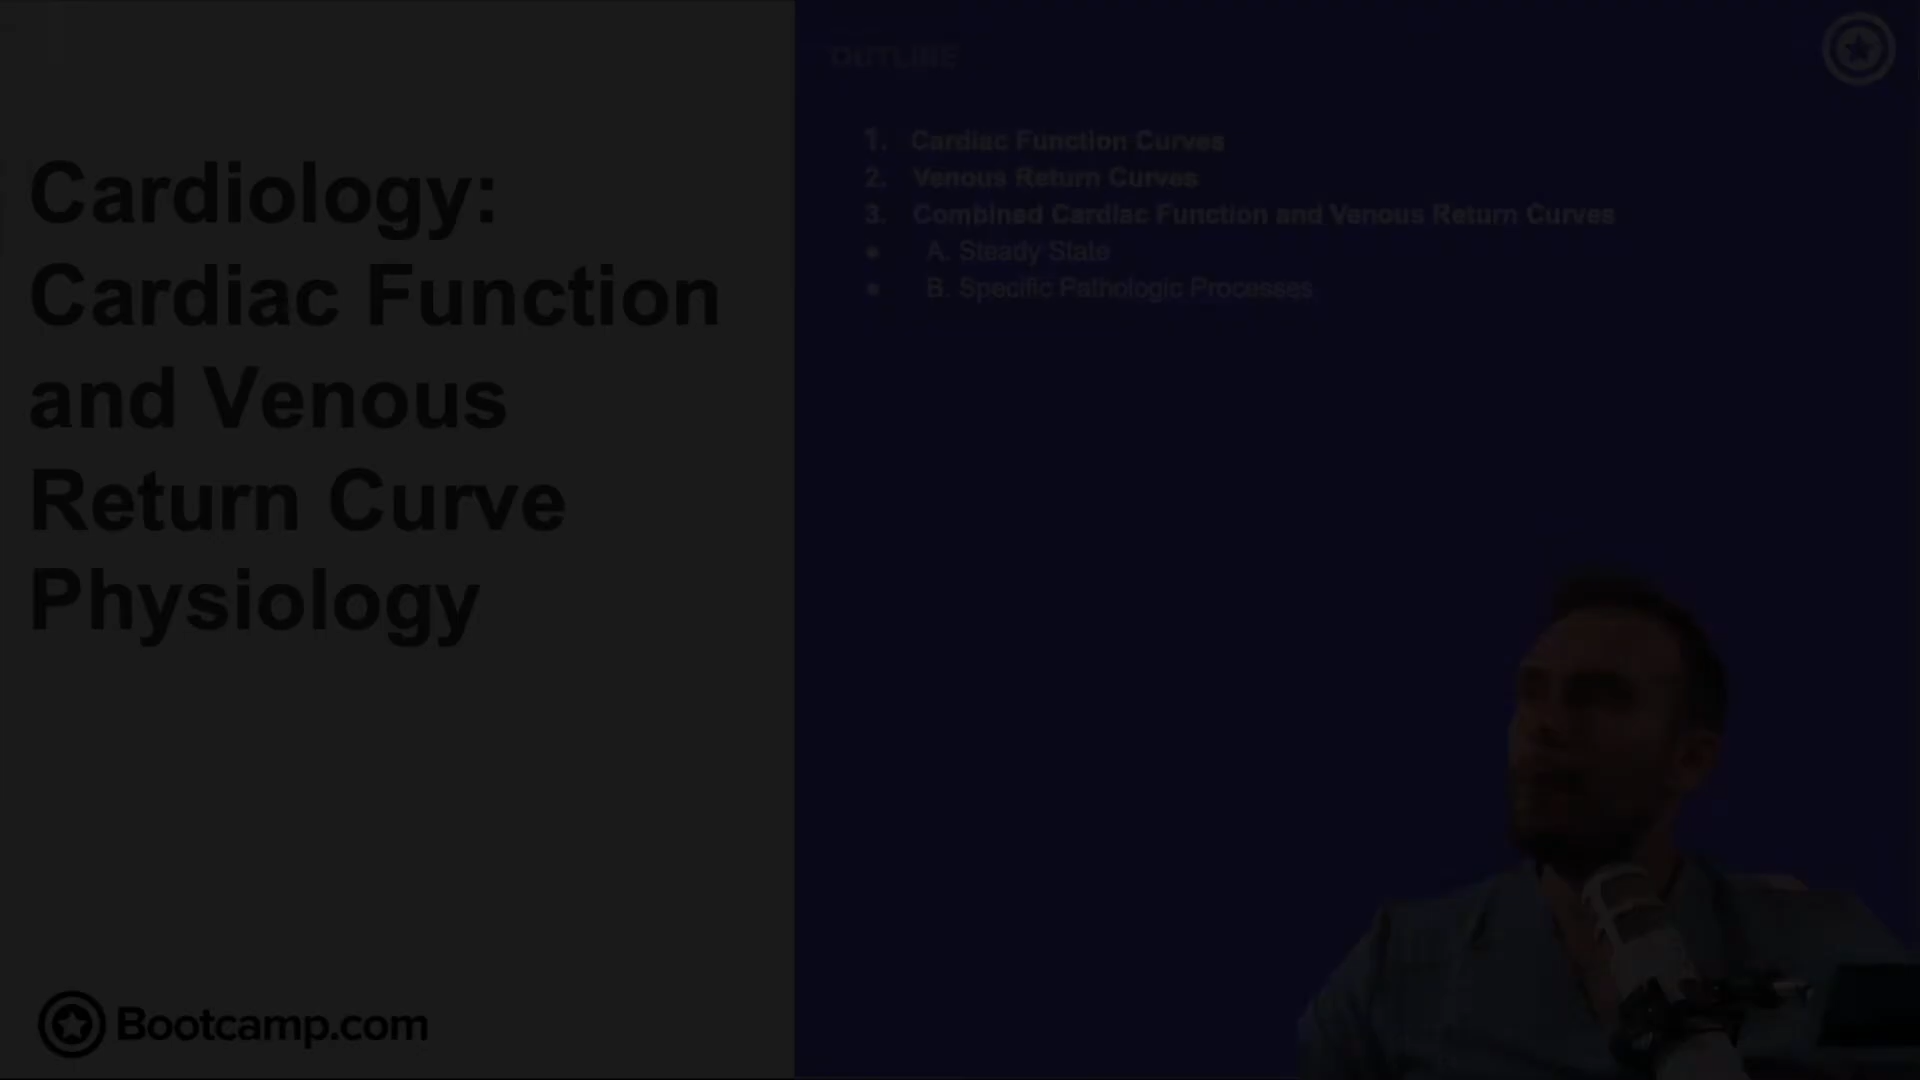 Cardiology:
Cardiac Function
and Venous
Return Curve
Physiology
Bootcamp.com
OUTLINE
1. Cardiac Function Curves
2. Venous Return Curves
3. Combined Cardiac Function and Venous Return Curves
● A. Steady State
● B. Specific Pathologic Processes